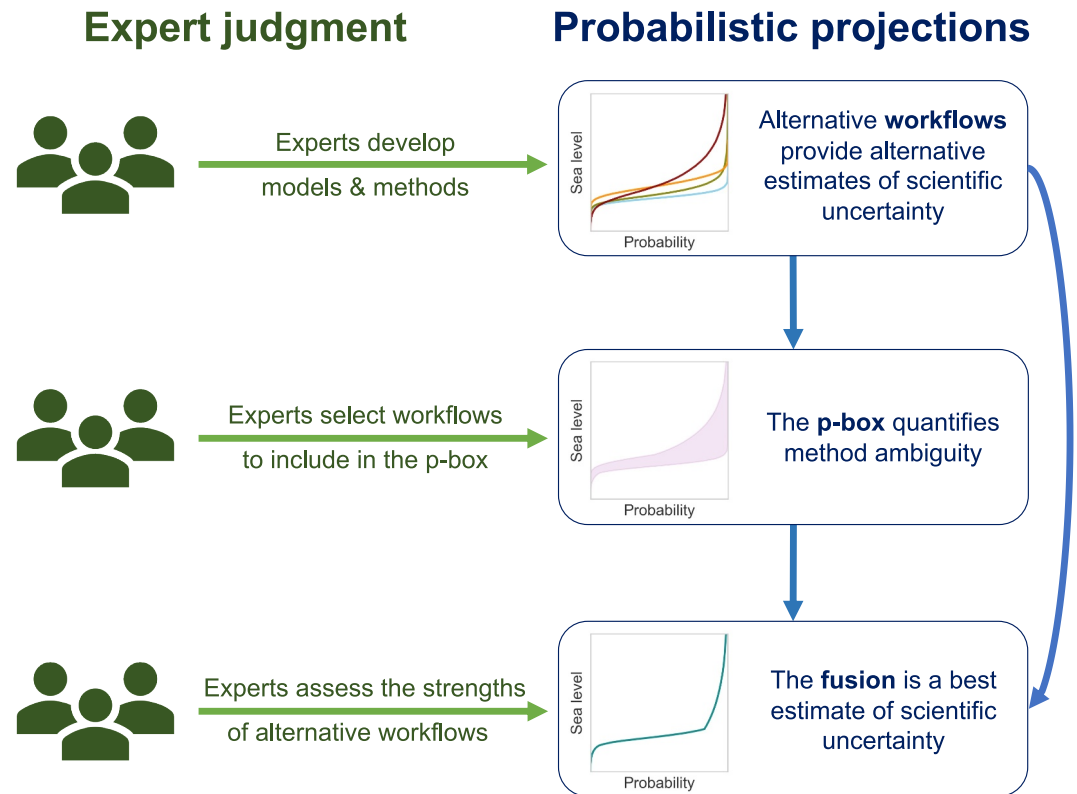 Expert judgment
Probabilistic projections
Experts develop
models & methods
Sea level
Probability
Alternative workflows
provide alternative
estimates of scientific
uncertainty
Experts select workflows
to include in the p-box
Sea level
Probability
The p-box quantifies
method ambiguity
Experts assess the strengths
of alternative workflows
Sea level
Probability
The fusion is a best
estimate of scientific
uncertainty